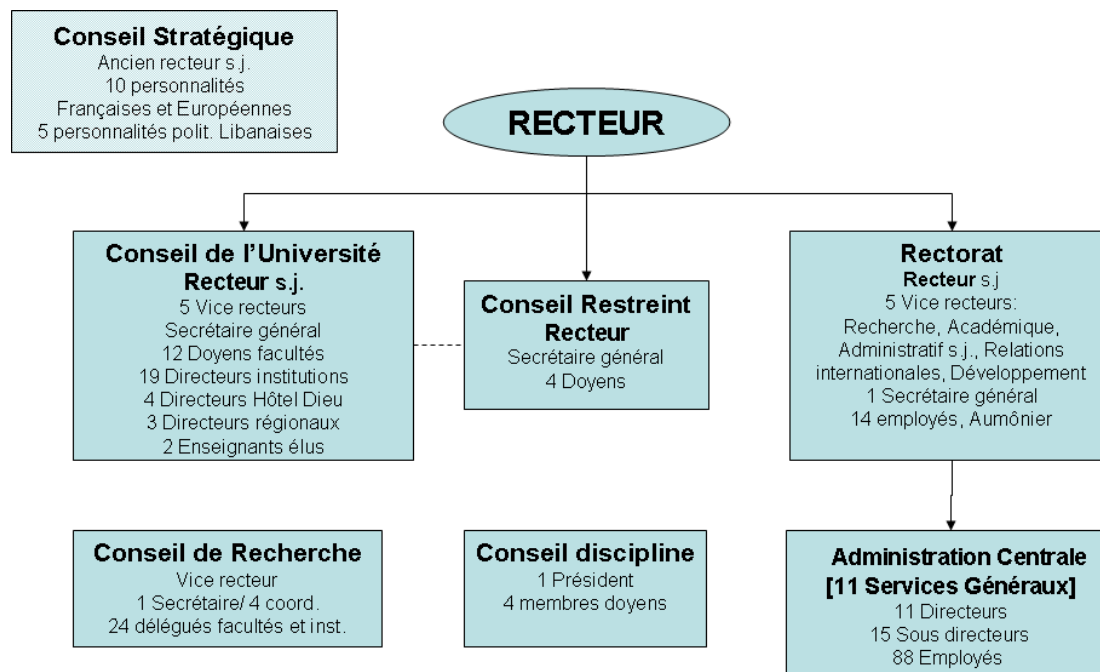 Conseil Stratégique
Ancien recteur s.j.
10 personnalités
Françaises et Européennes
5 personnalités polit. Libanaises
RECTEUR
Conseil de l'Université
Recteur s.j.
5 Vice recteurs
Secrétaire général
12 Doyens facultés
19 Directeurs institutions
4 Directeurs Hôtel Dieu
3 Directeurs régionaux
2 Enseignants élus
Conseil Restreint
Recteur
Secrétaire général
4 Doyens
Rectorat
Recteur s.j
5 Vice recteurs:
Recherche, Académique,
Administratif s.j., Relations
internationales, Développement
1 Secrétaire général
14 employés, Aumônier
Conseil de Recherche
Vice recteur
1 Secrétaire/ 4 coord.
24 délégués facultés et inst.
Conseil discipline
1 Président
4 membres doyens
Administration Centrale
[11 Services Généraux]
11 Directeurs
15 Sous directeurs
88 Employés